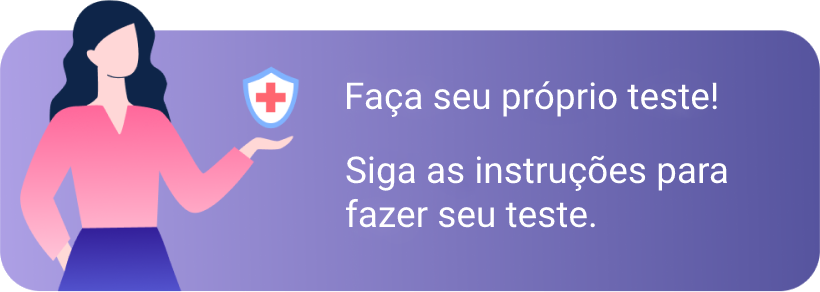 Faça seu próprio teste!
Siga as instruções para
fazer seu teste.